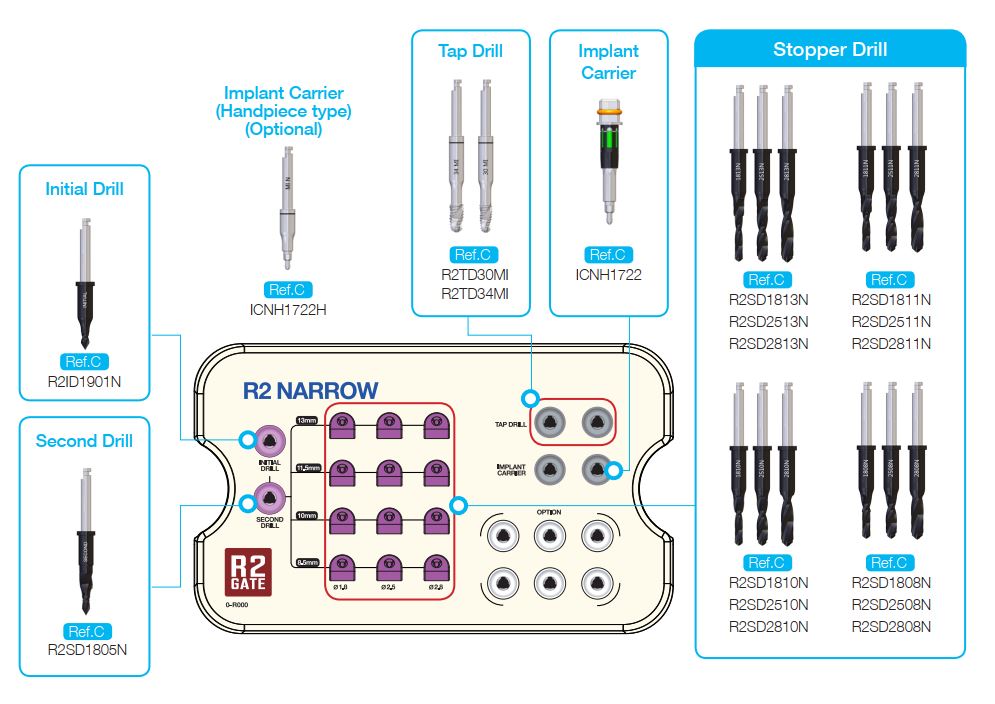 Tap Drill
34 MI
30 MI
Ref.C
R2TD30MI
R2TD34MI
Implant
Carrier
Ref.C
ICNH1722
Stopper Drill
1813N
2513N
2813N
Ref.C
R2SD1813N
R2SD2513N
R2SD2813N
1811N
2511N
2811N
Ref.C
R2SD1811N
R2SD2511N
R2SD2811N
1810N
2510N
2810N
Ref.C
R2SD1810N
R2SD2510N
R2SD2810N
1808N
2508N
2808N
Ref.C
R2SD1808N
R2SD2508N
R2SD2808N
Implant Carrier
(Handpiece type)
(Optional)
MI N
Ref.C
ICNH1722H
Initial Drill
INITIAL
Ref.C
R2ID1901N
Second Drill
SECOND
Ref.C
R2SD1805N
R2 NARROW
INITIAL
DRILL
SECOND
DRILL
13mm
11.5mm
10mm
8.5mm
Ø1.8
Ø2.5
Ø2.8
TAP DRILL
IMPLANT
CARRIER
OPTION
R2
GATE
0-R000